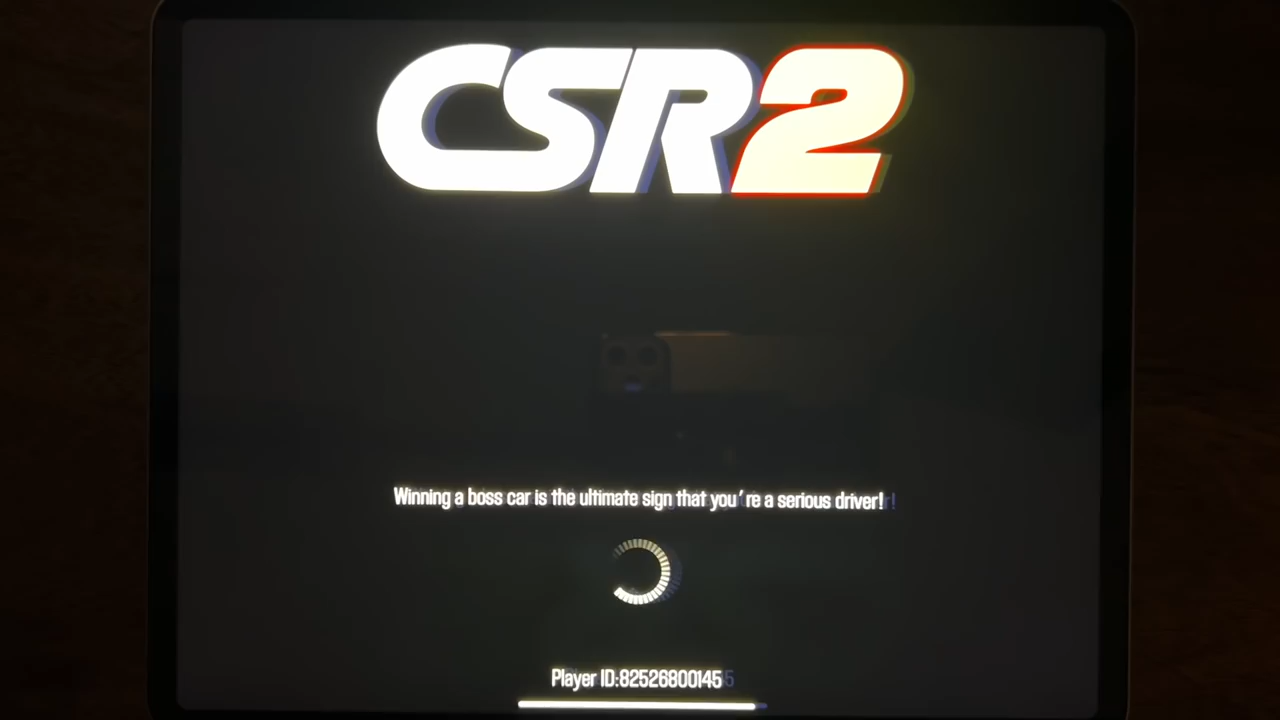 CSR2
Winning a boss car is the ultimate sign that you're a serious driver!
Player ID:82526800145